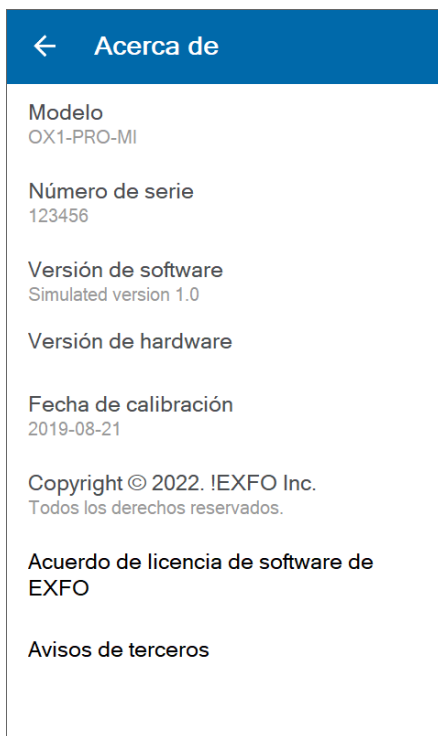 Acerca de
Modelo
OX1-PRO-MI
Número de serie
123456
Versión de software
Simulated version 1.0
Versión de hardware
Fecha de calibración
2019-08-21
Copyright © 2022. !EXFO Inc.
Todos los derechos reservados.
Acuerdo de licencia de software de
EXFO
Avisos de terceros